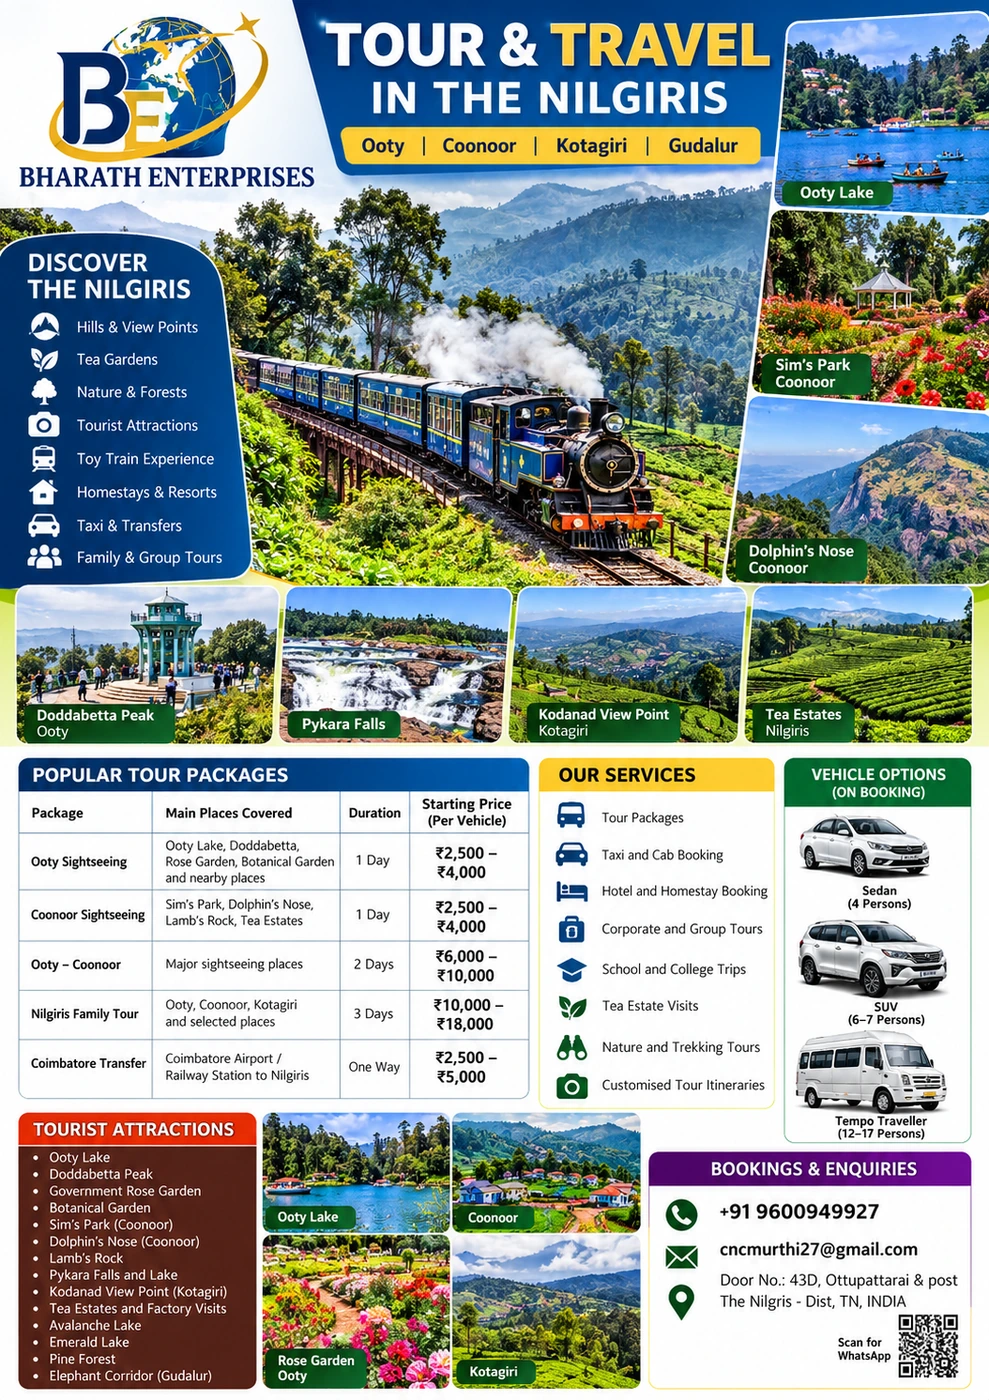 BE
BHARATH ENTERPRISES
TOUR & TRAVEL
IN THE NILGIRIS
Ooty | Coonoor | Kotagiri | Gudalur
Ooty Lake
Sim's Park
Coonoor
Dolphin's Nose
Coonoor
DISCOVER
THE NILGIRIS
Hills & View Points
Tea Gardens
Nature & Forests
Tourist Attractions
Toy Train Experience
Homestays & Resorts
Taxi & Transfers
Family & Group Tours
Doddabetta Peak
Ooty
Pykara Falls
Kodanad View Point
Kotagiri
Tea Estates
Nilgiris
POPULAR TOUR PACKAGES
Package
Main Places Covered
Duration
Starting Price
(Per Vehicle)
Ooty Sightseeing
Ooty Lake, Doddabetta,
Rose Garden, Botanical Garden
and nearby places
1 Day
₹2,500 –
₹4,000
Coonoor Sightseeing
Sim's Park, Dolphin's Nose,
Lamb's Rock, Tea Estates
1 Day
₹2,500 –
₹4,000
Ooty – Coonoor
Major sightseeing places
2 Days
₹6,000 –
₹10,000
Nilgiris Family Tour
Ooty, Coonoor, Kotagiri
and selected places
3 Days
₹10,000 –
₹18,000
Coimbatore Transfer
Coimbatore Airport /
Railway Station to Nilgiris
One Way
₹2,500 –
₹5,000
OUR SERVICES
Tour Packages
Taxi and Cab Booking
Hotel and Homestay Booking
Corporate and Group Tours
School and College Trips
Tea Estate Visits
Nature and Trekking Tours
Customised Tour Itineraries
VEHICLE OPTIONS
(ON BOOKING)
Sedan
(4 Persons)
SUV
(6–7 Persons)
Tempo Traveller
(12–17 Persons)
TOURIST ATTRACTIONS
• Ooty Lake
• Doddabetta Peak
• Government Rose Garden
• Botanical Garden
• Sim's Park (Coonoor)
• Dolphin's Nose (Coonoor)
• Lamb's Rock
• Pykara Falls and Lake
• Kodanad View Point (Kotagiri)
• Tea Estates and Factory Visits
• Avalanche Lake
• Emerald Lake
• Pine Forest
• Elephant Corridor (Gudalur)
Ooty Lake
Coonoor
Rose Garden
Ooty
Kotagiri
BOOKINGS & ENQUIRIES
+91 9600949927
cncmurthi27@gmail.com
Door No.: 43D, Ottupattarai & post
The Nilgris - Dist, TN, INDIA
Scan for
WhatsApp